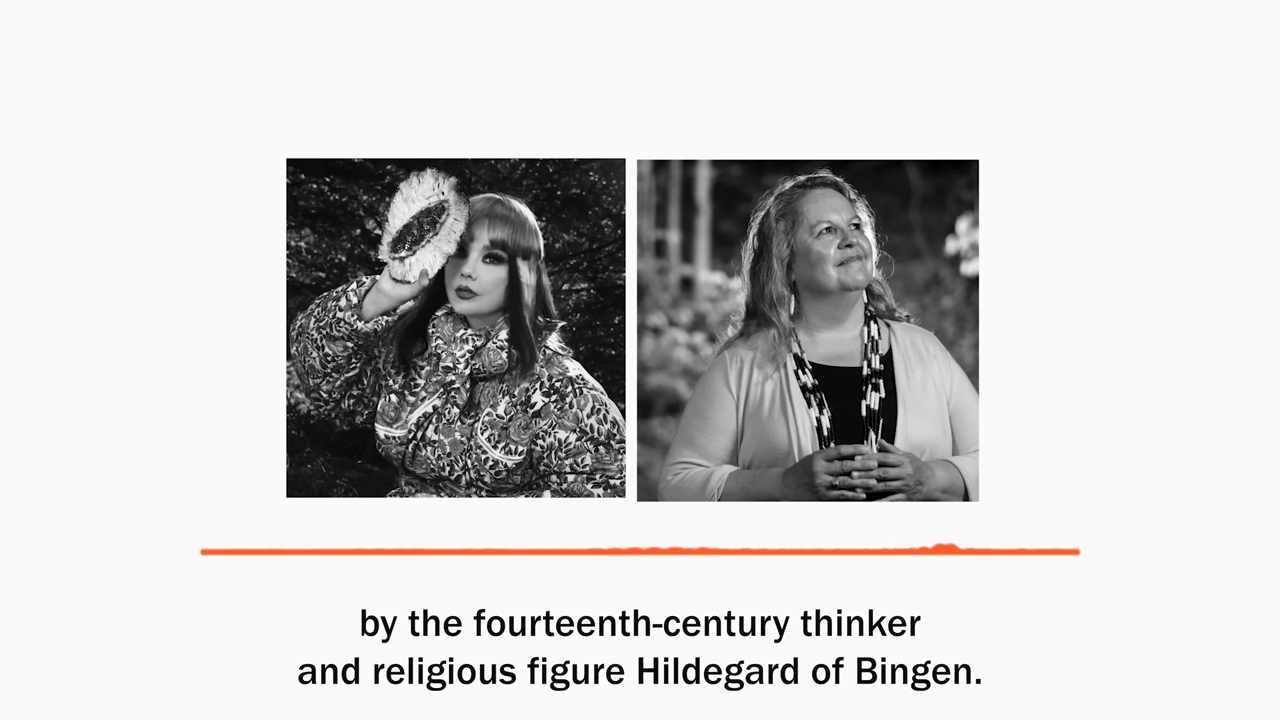 by the fourteenth-century thinker
and religious figure Hildegard of Bingen.